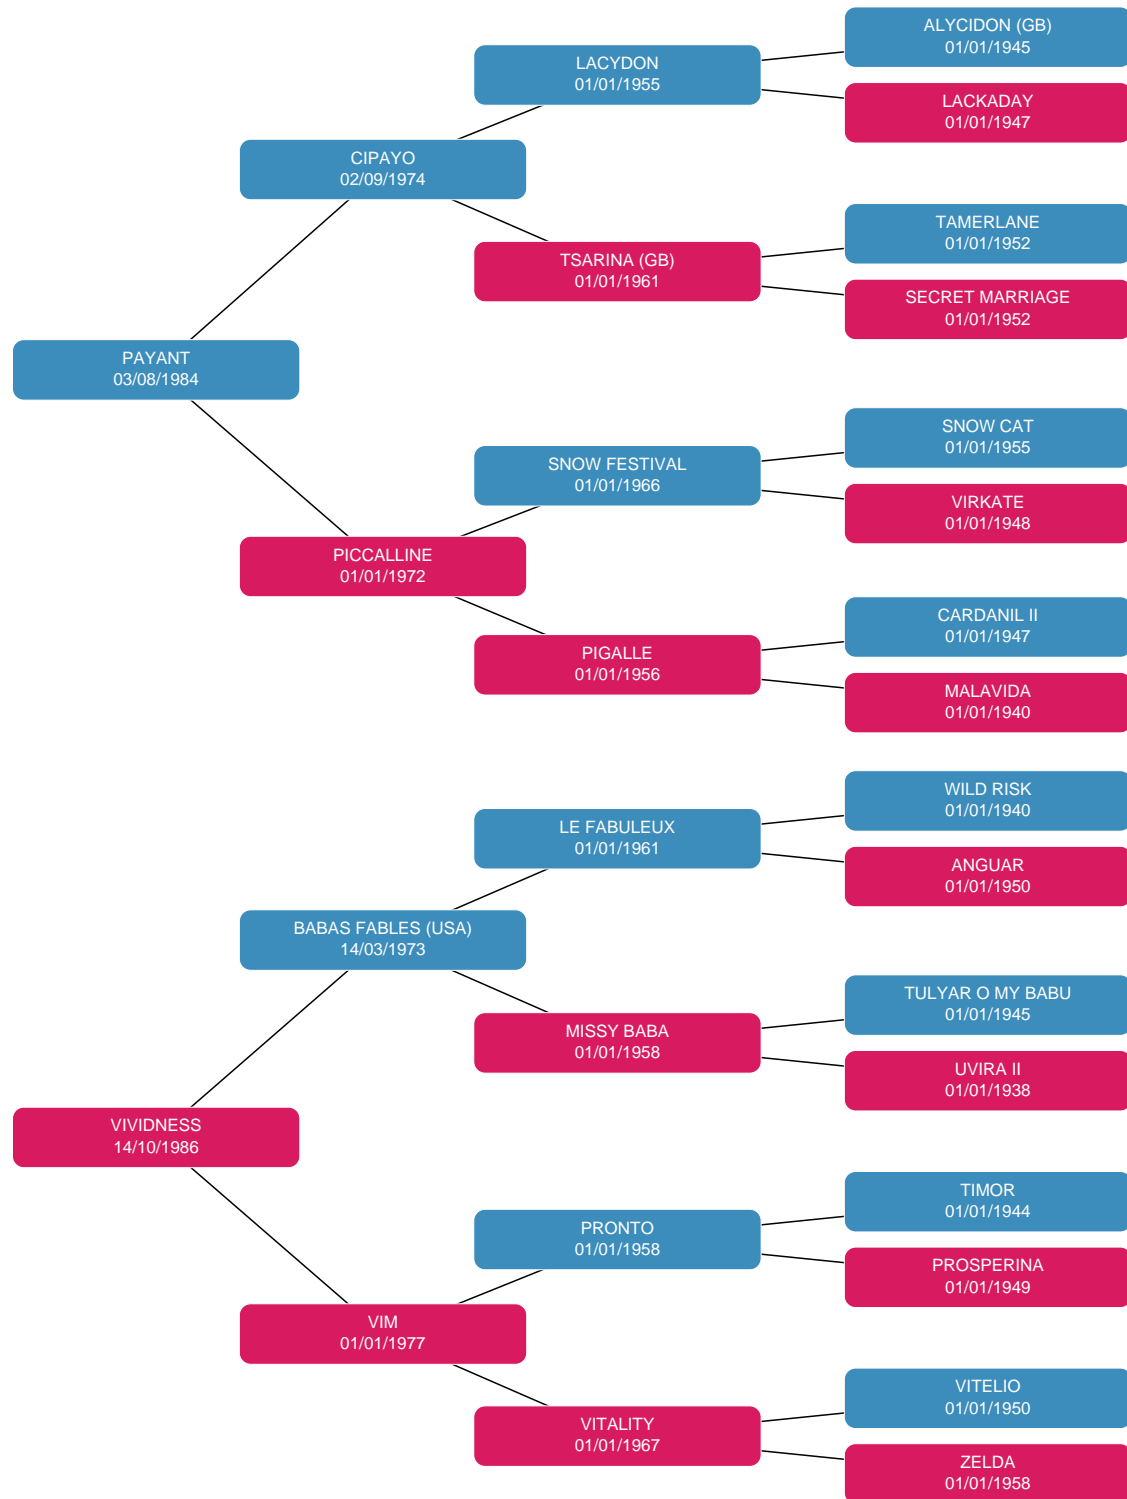 ALYCIDON (GB)
01/01/1945
LACYDON
01/01/1955
LACKADAY
01/01/1947
CIPAYO
02/09/1974
TAMERLANE
01/01/1952
TSARINA (GB)
01/01/1961
SECRET MARRIAGE
01/01/1952
PAYANT
03/08/1984
SNOW CAT
01/01/1955
SNOW FESTIVAL
01/01/1966
VIRKATE
01/01/1948
PICCALLINE
01/01/1972
CARDANIL II
01/01/1947
PIGALLE
01/01/1956
MALAVIDA
01/01/1940
WILD RISK
01/01/1940
LE FABULEUX
01/01/1961
ANGUAR
01/01/1950
BABAS FABLES (USA)
14/03/1973
TULYAR O MY BABU
01/01/1945
MISSY BABA
01/01/1958
UVIRA II
01/01/1938
VIVIDNESS
14/10/1986
TIMOR
01/01/1944
PRONTO
01/01/1958
PROSPERINA
01/01/1949
VIM
01/01/1977
VITELIO
01/01/1950
VITALITY
01/01/1967
ZELDA
01/01/1958